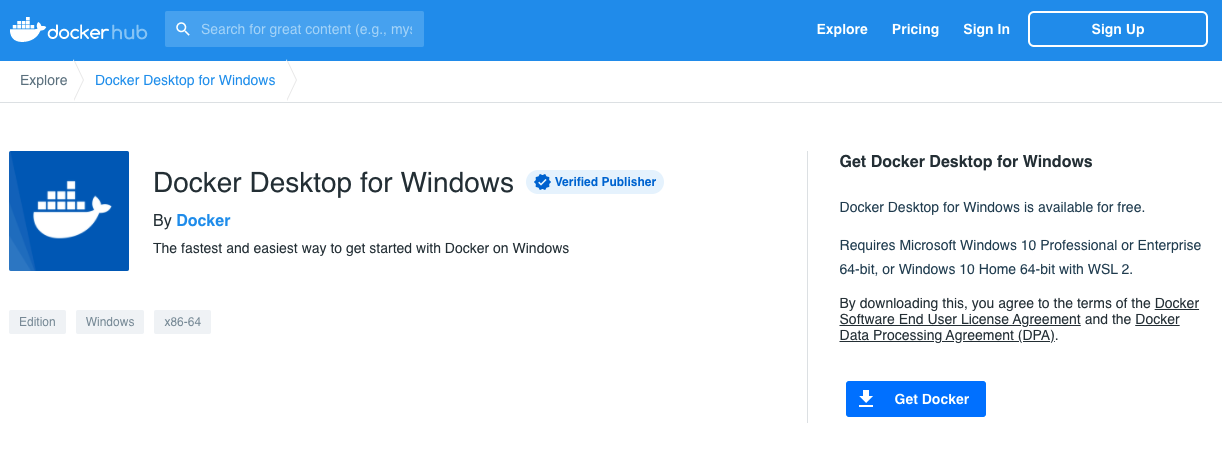 dockerhub
Search for great content (e.g., mys
Explore
Pricing
Sign In
Sign Up
Explore
Docker Desktop for Windows
Docker Desktop for Windows
Verified Publisher
By Docker
The fastest and easiest way to get started with Docker on Windows
Edition
Windows
x86-64
Get Docker Desktop for Windows
Docker Desktop for Windows is available for free.
Requires Microsoft Windows 10 Professional or Enterprise
64-bit, or Windows 10 Home 64-bit with WSL 2.
By downloading this, you agree to the terms of the Docker
Software End User License Agreement and the Docker
Data Processing Agreement (DPA).
Get Docker